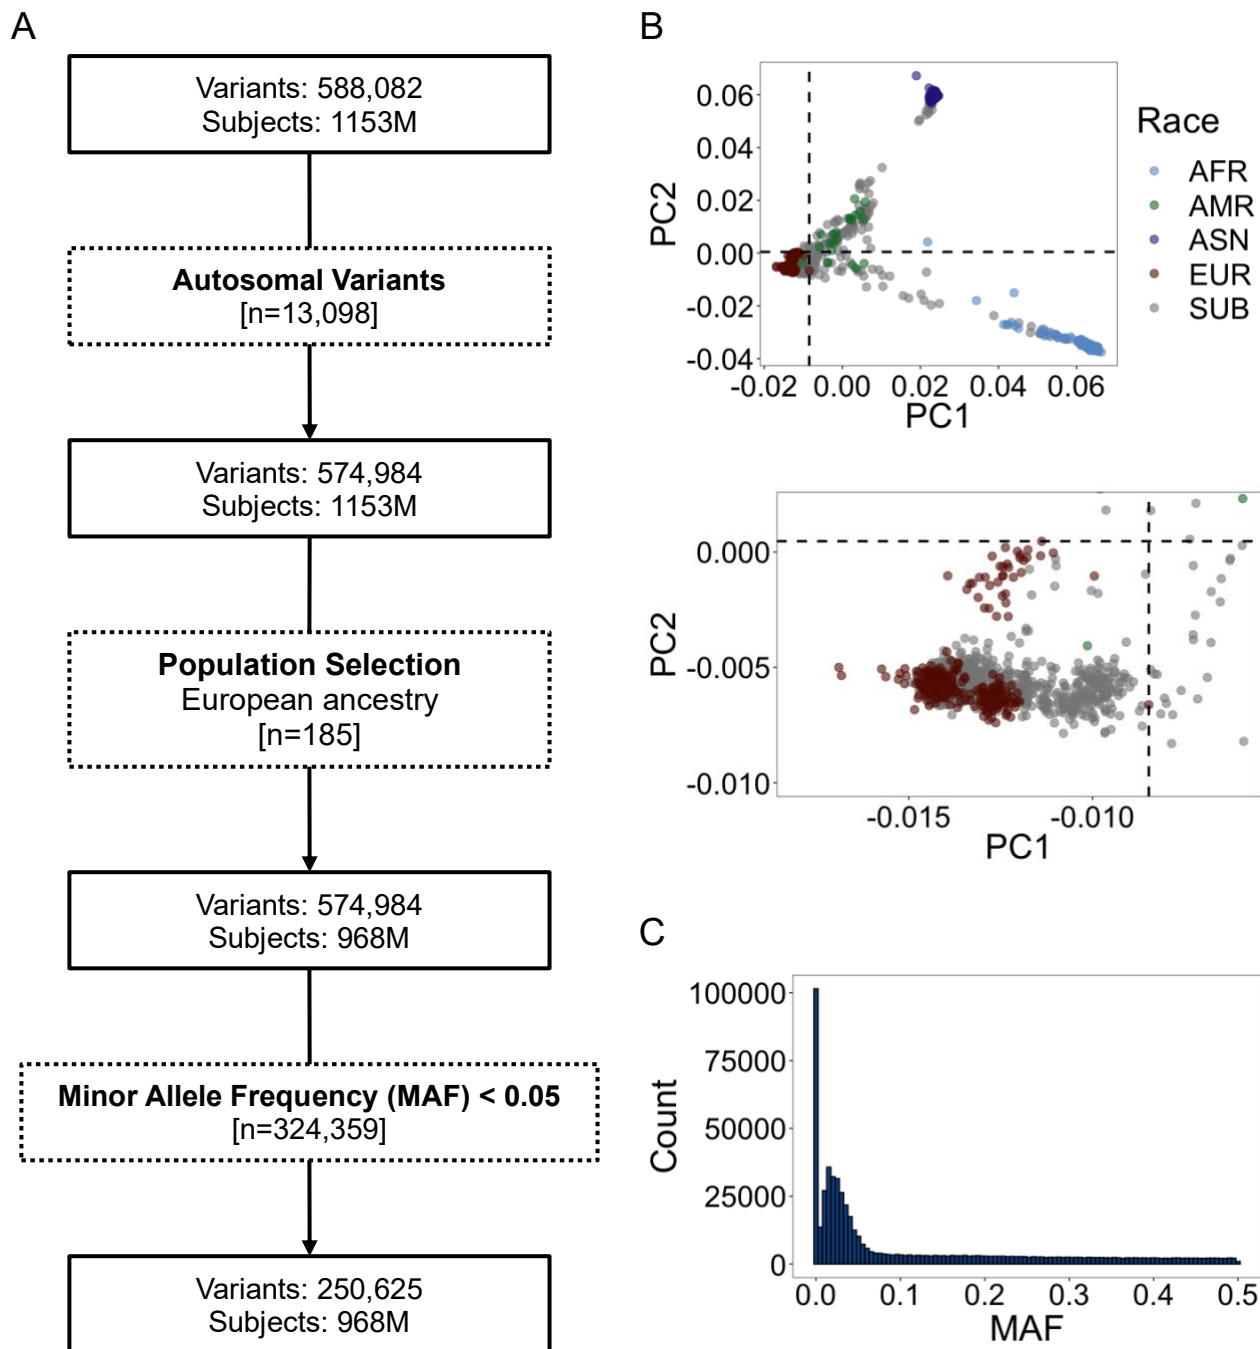 A
Variants: 588,082
Subjects: 1153M
Autosomal Variants
[n=13,098]
Variants: 574,984
Subjects: 1153M
Population Selection
European ancestry
[n=185]
Variants: 574,984
Subjects: 968M
Minor Allele Frequency (MAF) < 0.05
[n=324,359]
Variants: 250,625
Subjects: 968M
B
PC2
0.06
0.04
0.02
0.00
-0.02
-0.04
-0.02 0.00 0.02 0.04 0.06
PC1
Race
AFR
AMR
ASN
EUR
SUB
PC2
0.000
-0.005
-0.010
-0.015 -0.010
PC1
C
Count
100000
75000
50000
25000
0
0.0 0.1 0.2 0.3 0.4 0.5
MAF